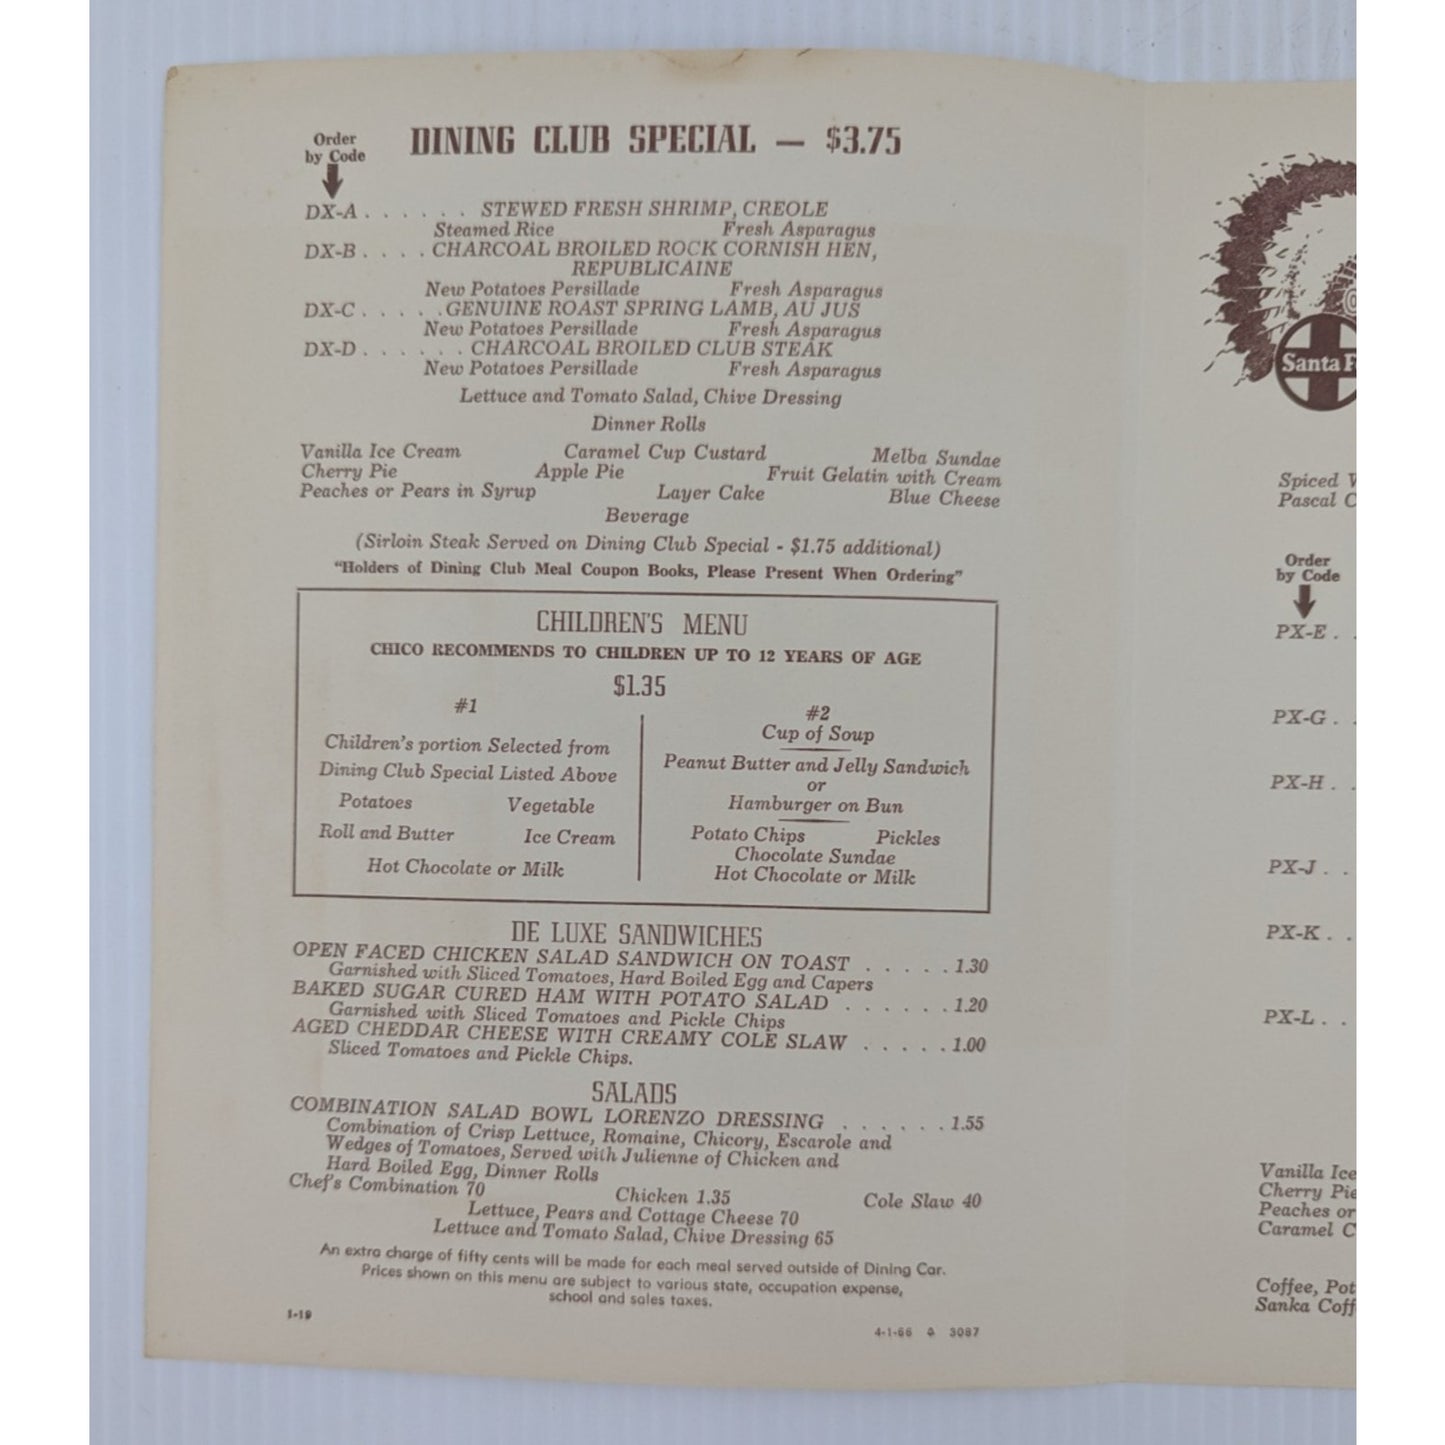 Order
by Code
DINING CLUB SPECIAL — $3.75
DX-A . . . . . . STEWED FRESH SHRIMP, CREOLE
Steamed Rice Fresh Asparagus
DX-B . . . . CHARCOAL BROILED ROCK CORNISH HEN,
REPUBLICAINE
New Potatoes Persillade Fresh Asparagus
DX-C . . . . . GENUINE ROAST SPRING LAMB, AU JUS
New Potatoes Persillade Fresh Asparagus
DX-D . . . . . . CHARCOAL BROILED CLUB STEAK
New Potatoes Persillade Fresh Asparagus
Lettuce and Tomato Salad, Chive Dressing
Dinner Rolls
Vanilla Ice Cream Caramel Cup Custard Melba Sundae
Cherry Pie Apple Pie Fruit Gelatin with Cream
Peaches or Pears in Syrup Layer Cake Blue Cheese
Beverage
(Sirloin Steak Served on Dining Club Special - $1.75 additional)
"Holders of Dining Club Meal Coupon Books, Please Present When Ordering"
CHILDREN'S MENU
CHICO RECOMMENDS TO CHILDREN UP TO 12 YEARS OF AGE
$1.35
#1
Children's portion Selected from
Dining Club Special Listed Above
Potatoes Vegetable
Roll and Butter Ice Cream
Hot Chocolate or Milk
#2
Cup of Soup
Peanut Butter and Jelly Sandwich
or
Hamburger on Bun
Potato Chips Pickles
Chocolate Sundae
Hot Chocolate or Milk
DE LUXE SANDWICHES
OPEN FACED CHICKEN SALAD SANDWICH ON TOAST . . . . . 1.30
Garnished with Sliced Tomatoes, Hard Boiled Egg and Capers
BAKED SUGAR CURED HAM WITH POTATO SALAD . . . . . . 1.20
Garnished with Sliced Tomatoes and Pickle Chips
AGED CHEDDAR CHEESE WITH CREAMY COLE SLAW . . . . . 1.00
Sliced Tomatoes and Pickle Chips.
SALADS
COMBINATION SALAD BOWL LORENZO DRESSING . . . . . . 1.55
Combination of Crisp Lettuce, Romaine, Chicory, Escarole and
Wedges of Tomatoes, Served with Julienne of Chicken and
Hard Boiled Egg, Dinner Rolls
Chef's Combination 70 Chicken 1.35 Cole Slaw 40
Lettuce, Pears and Cottage Cheese 70
Lettuce and Tomato Salad, Chive Dressing 65
An extra charge of fifty cents will be made for each meal served outside of Dining Car.
Prices shown on this menu are subject to various state, occupation expense,
school and sales taxes.
1-19
4-1-66 3087
Santa F
Spiced
Pascal C
Order
by Code
PX-E . .
PX-G . .
PX-H . .
PX-J . .
PX-K . .
PX-L . .
Vanilla Ice
Cherry Pie
Peaches or
Caramel C
Coffee, Pot
Sanka Coff